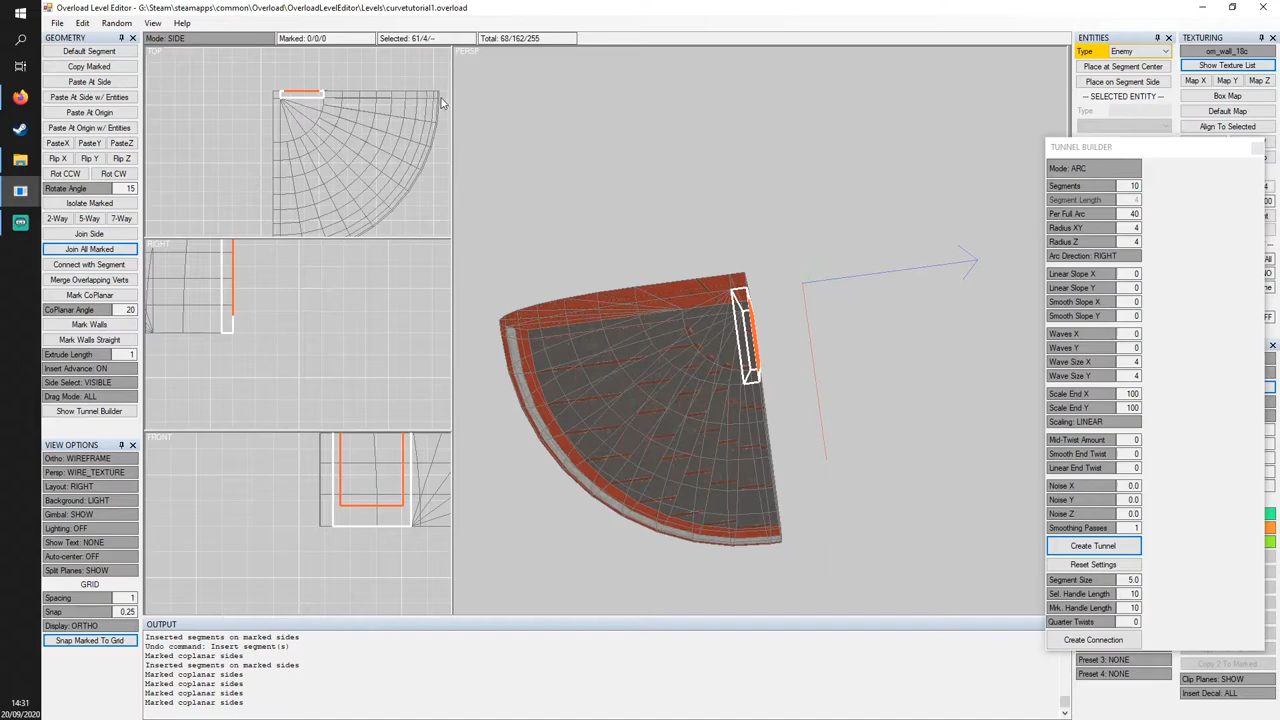 Overload Level Editor - G:\Steam\steamapps\common\Overload\OverloadLevelEditor\Levels\curvetutorial1.overload
File Edit Random View Help
GEOMETRY
Default Segment
Copy Marked
Paste At Side
Paste At Side w/ Entities
Paste At Origin
Paste At Origin w/ Entities
PasteX PasteY PasteZ
Flip X Flip Y Flip Z
Rot CCW Rot CW
Rotate Angle 15
Isolate Marked
2-Way 5-Way 7-Way
Join Side
Join All Marked
Connect with Segment
Merge Overlapping Verts
Mark CoPlanar
CoPlanar Angle 20
Mark Walls
Mark Walls Straight
Extrude Length 1
Insert Advance: ON
Side Select: VISIBLE
Drag Mode: ALL
Show Tunnel Builder
VIEW OPTIONS
Ortho: WIREFRAME
Persp: WIRE_TEXTURE
Layout: RIGHT
Background: LIGHT
Gimbal: SHOW
Lighting: OFF
Show Text: NONE
Auto-center: OFF
Split Planes: SHOW
GRID
Spacing 1
Snap 0.25
Display: ORTHO
Snap Marked To Grid
14:31
20/09/2020
Mode: SIDE Marked: 0/0/0 Selected: 61/4/-- Total: 68/162/255
TOP
PERSP
RIGHT
FRONT
OUTPUT
Inserted segments on marked sides
Undo command: Insert segment(s)
Marked coplanar sides
Inserted segments on marked sides
Marked coplanar sides
Marked coplanar sides
Marked coplanar sides
Marked coplanar sides
ENTITIES
Type Enemy
Place at Segment Center
Place on Segment Side
--- SELECTED ENTITY
Type
TEXTURING
om_wall_18c
Show Texture List
Map X Map Y Map Z
Box Map
Default Map
Align To Selected
TUNNEL BUILDER
Mode: ARC
Segments 10
Segment Length 4
Per Full Arc 40
Radius XY 4
Radius Z 4
Arc Direction: RIGHT
Linear Slope X 0
Linear Slope Y 0
Smooth Slope X 0
Smooth Slope Y 0
Waves X 0
Waves Y 0
Wave Size X 4
Wave Size Y 4
Scale End X 100
Scale End Y 100
Scaling: LINEAR
Mid-Twist Amount 0
Smooth End Twist 0
Linear End Twist 0
Noise X 0.0
Noise Y 0.0
Noise Z 0.0
Smoothing Passes 1
Create Tunnel
Reset Settings
Segment Size 5.0
Sel. Handle Length 10
Mrk. Handle Length 10
Quarter Twists 0
Create Connection
Preset 3: NONE
Preset 4: NONE
Copy 2 To Marked
Clip Planes: SHOW
Insert Decal: ALL